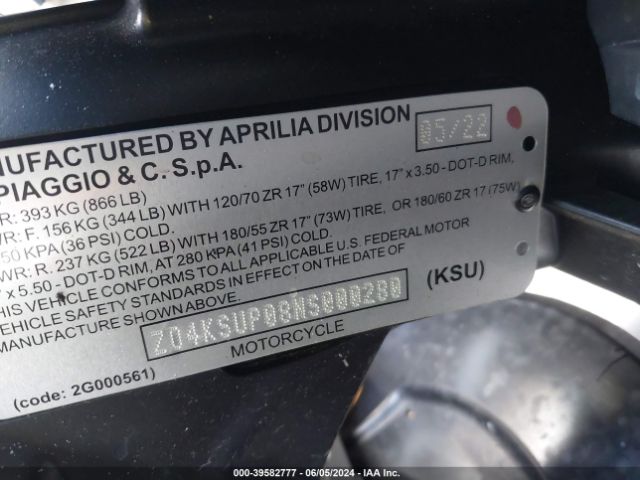 NUFACTURED BY APRILIA DIVISION 05/22
PIAGGIO & C. S.p.A.
R: 393 KG (866 LB)
WR: F. 156 KG (344 LB) WITH 120/70 ZR 17" (58W) TIRE, 17" x 3.50 - DOT-D RIM,
50 KPA (36 PSI) COLD.
WR: R. 237 KG (522 LB) WITH 180/55 ZR 17" (73W) TIRE, OR 180/60 ZR 17 (75W)
" x 5.50 - DOT-D RIM, AT 280 KPA (41 PSI) COLD.
THIS VEHICLE CONFORMS TO ALL APPLICABLE U.S. FEDERAL MOTOR
VEHICLE SAFETY STANDARDS IN EFFECT ON THE DATE OF
MANUFACTURE SHOWN ABOVE. (KSU)
ZD4KSUP08NS000280
MOTORCYCLE
(code: 2G000561)
000-39582777 - 06/05/2024 - IAA Inc.